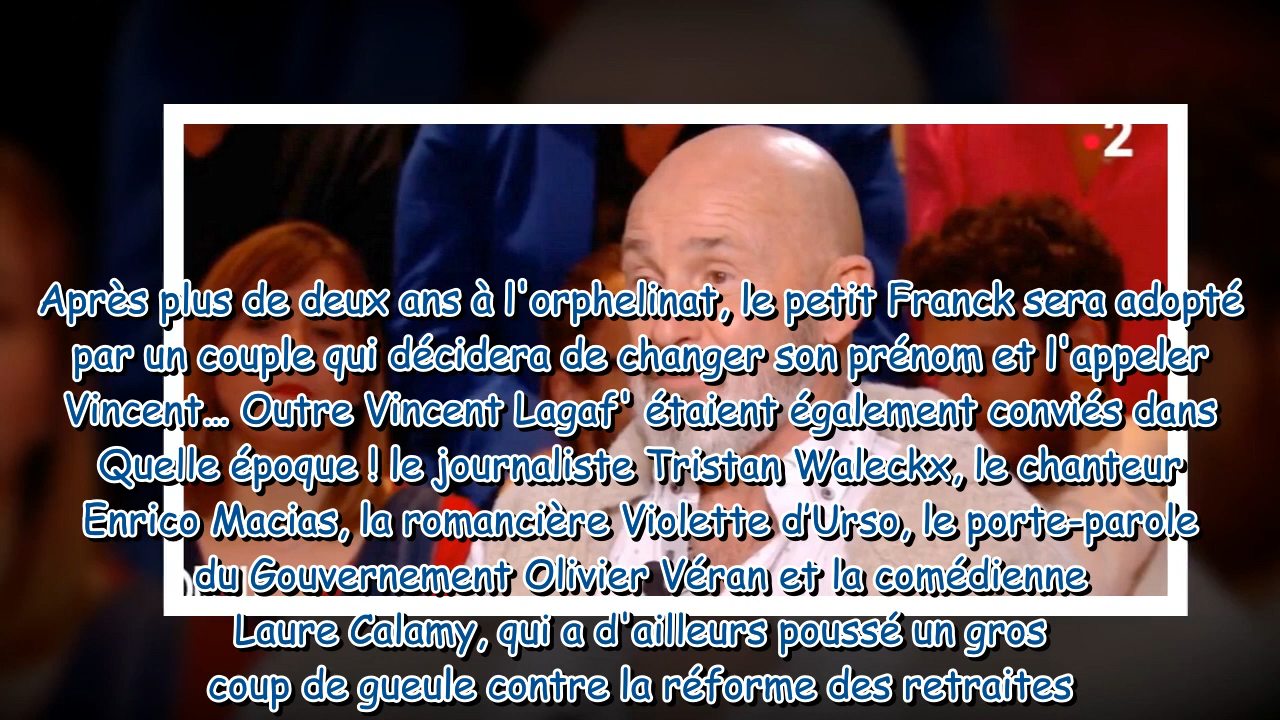 2
Après plus de deux ans à l'orphelinat, le petit Franck sera adopté
par un couple qui décidera de changer son prénom et l'appeler
Vincent... Outre Vincent Lagaf' étaient également conviés dans
Quelle époque ! le journaliste Tristan Waleckx, le chanteur
Enrico Macias, la romancière Violette d’Urso, le porte-parole
du Gouvernement Olivier Véran et la comédienne
Laure Calamy, qui a d'ailleurs poussé un gros
coup de gueule contre la réforme des retraites